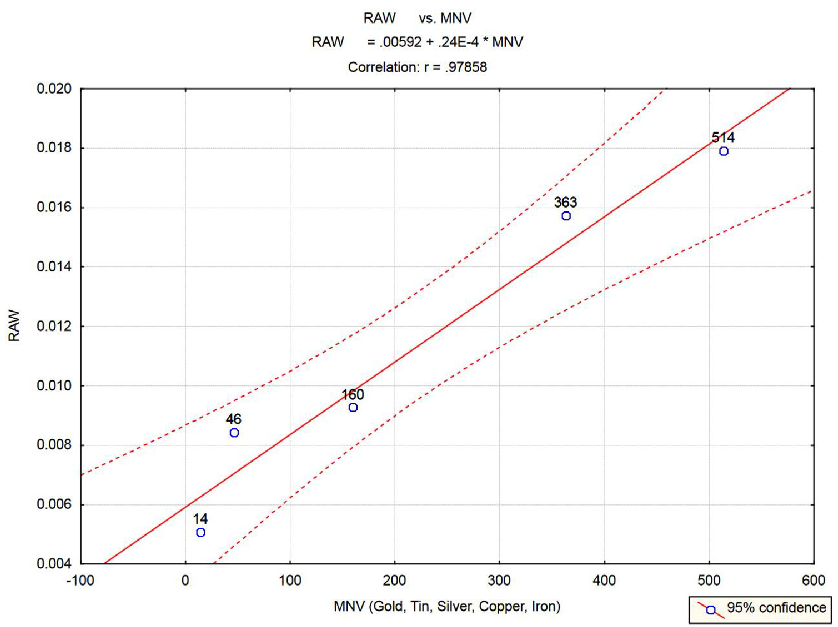 RAW vs. MNV
RAW = .00592 + .24E-4 * MNV
Correlation: r = .97858
0.020
0.018
0.016
0.014
0.012
0.010
0.008
0.006
0.004
RAW
514
363
160
46
14
-100 0 100 200 300 400 500 600
MNV (Gold, Tin, Silver, Copper, Iron)
95% confidence